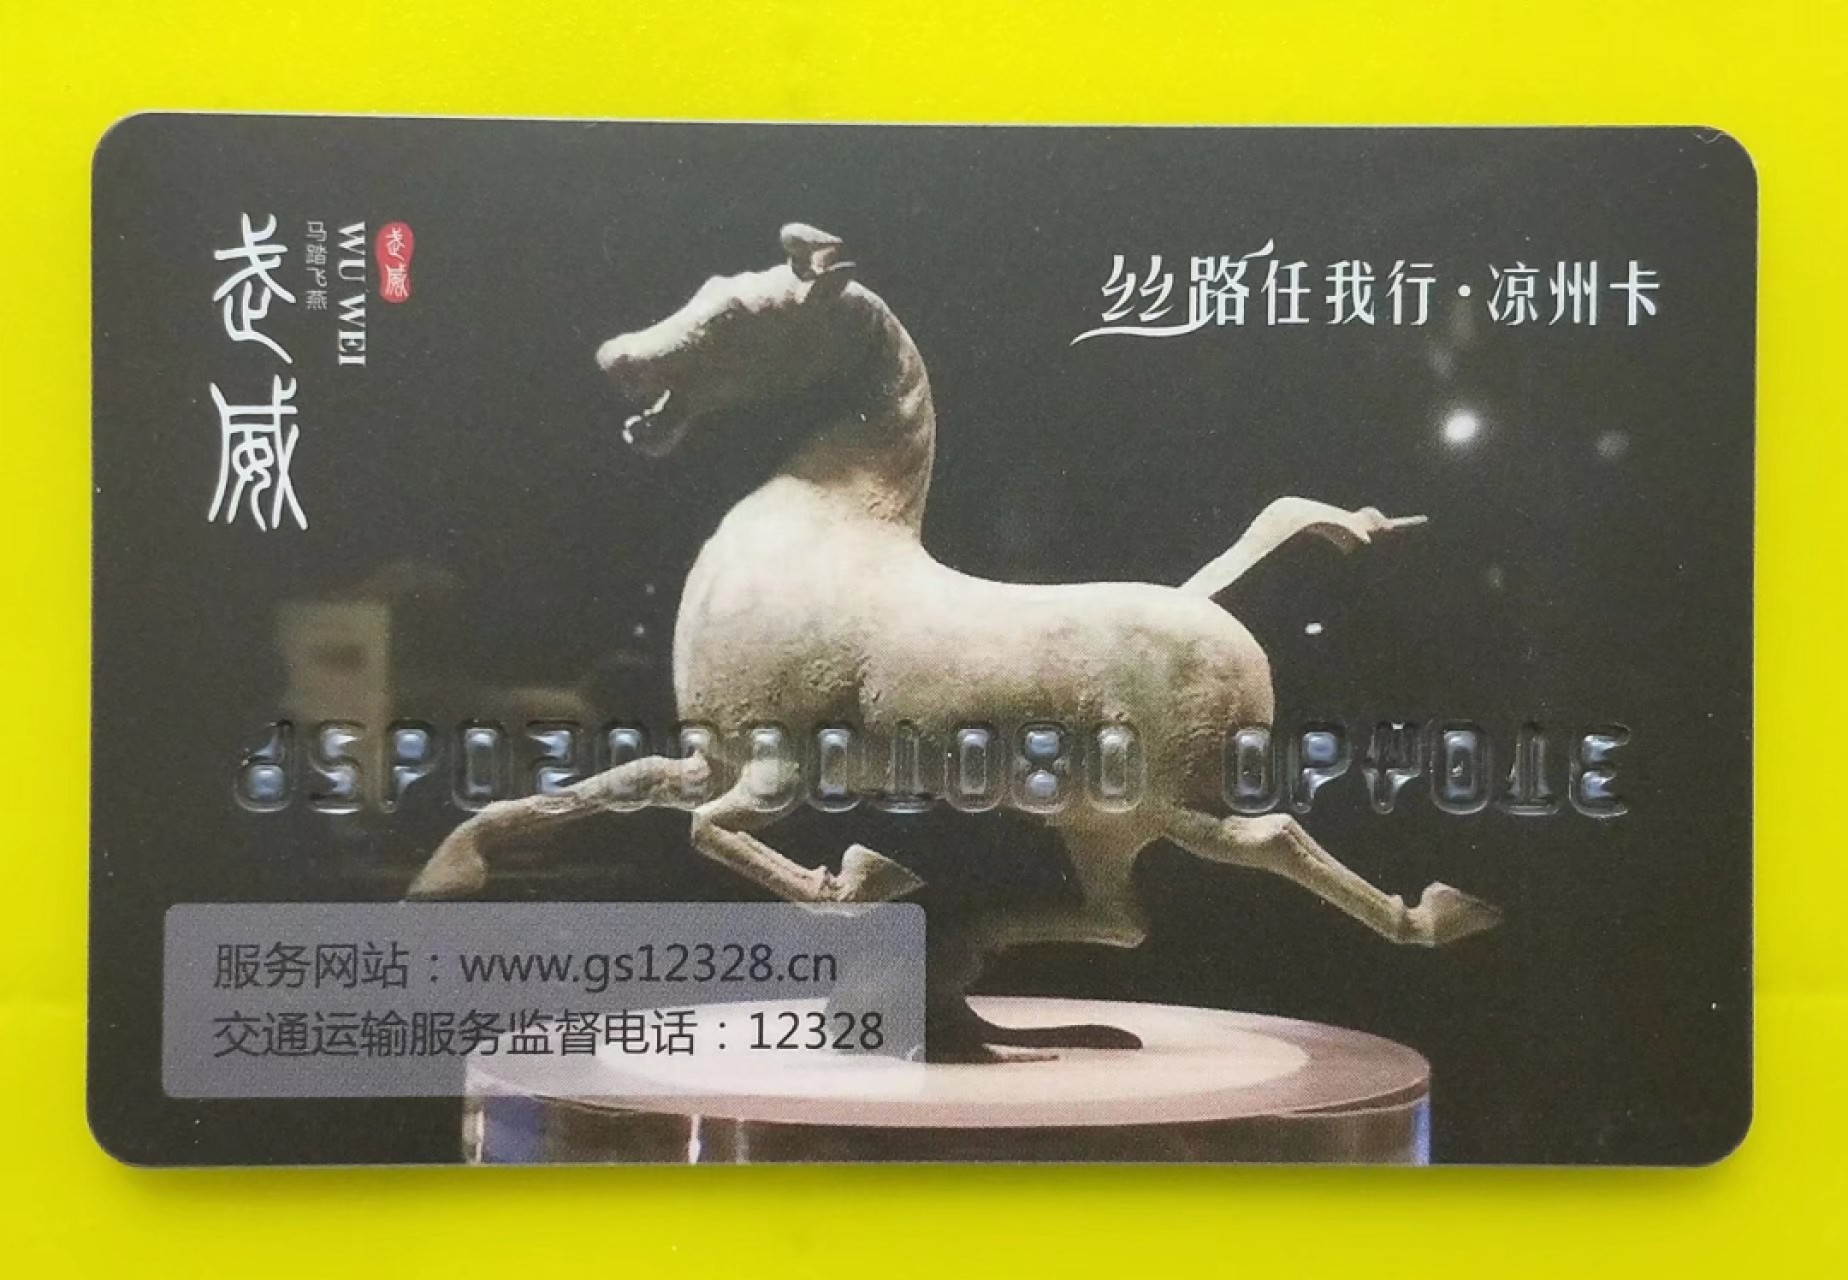 武威
马踏飞燕
WU WEI
武威
丝路任我行·凉州卡
服务网站：www.gs12328.cn
交通运输服务监督电话：12328